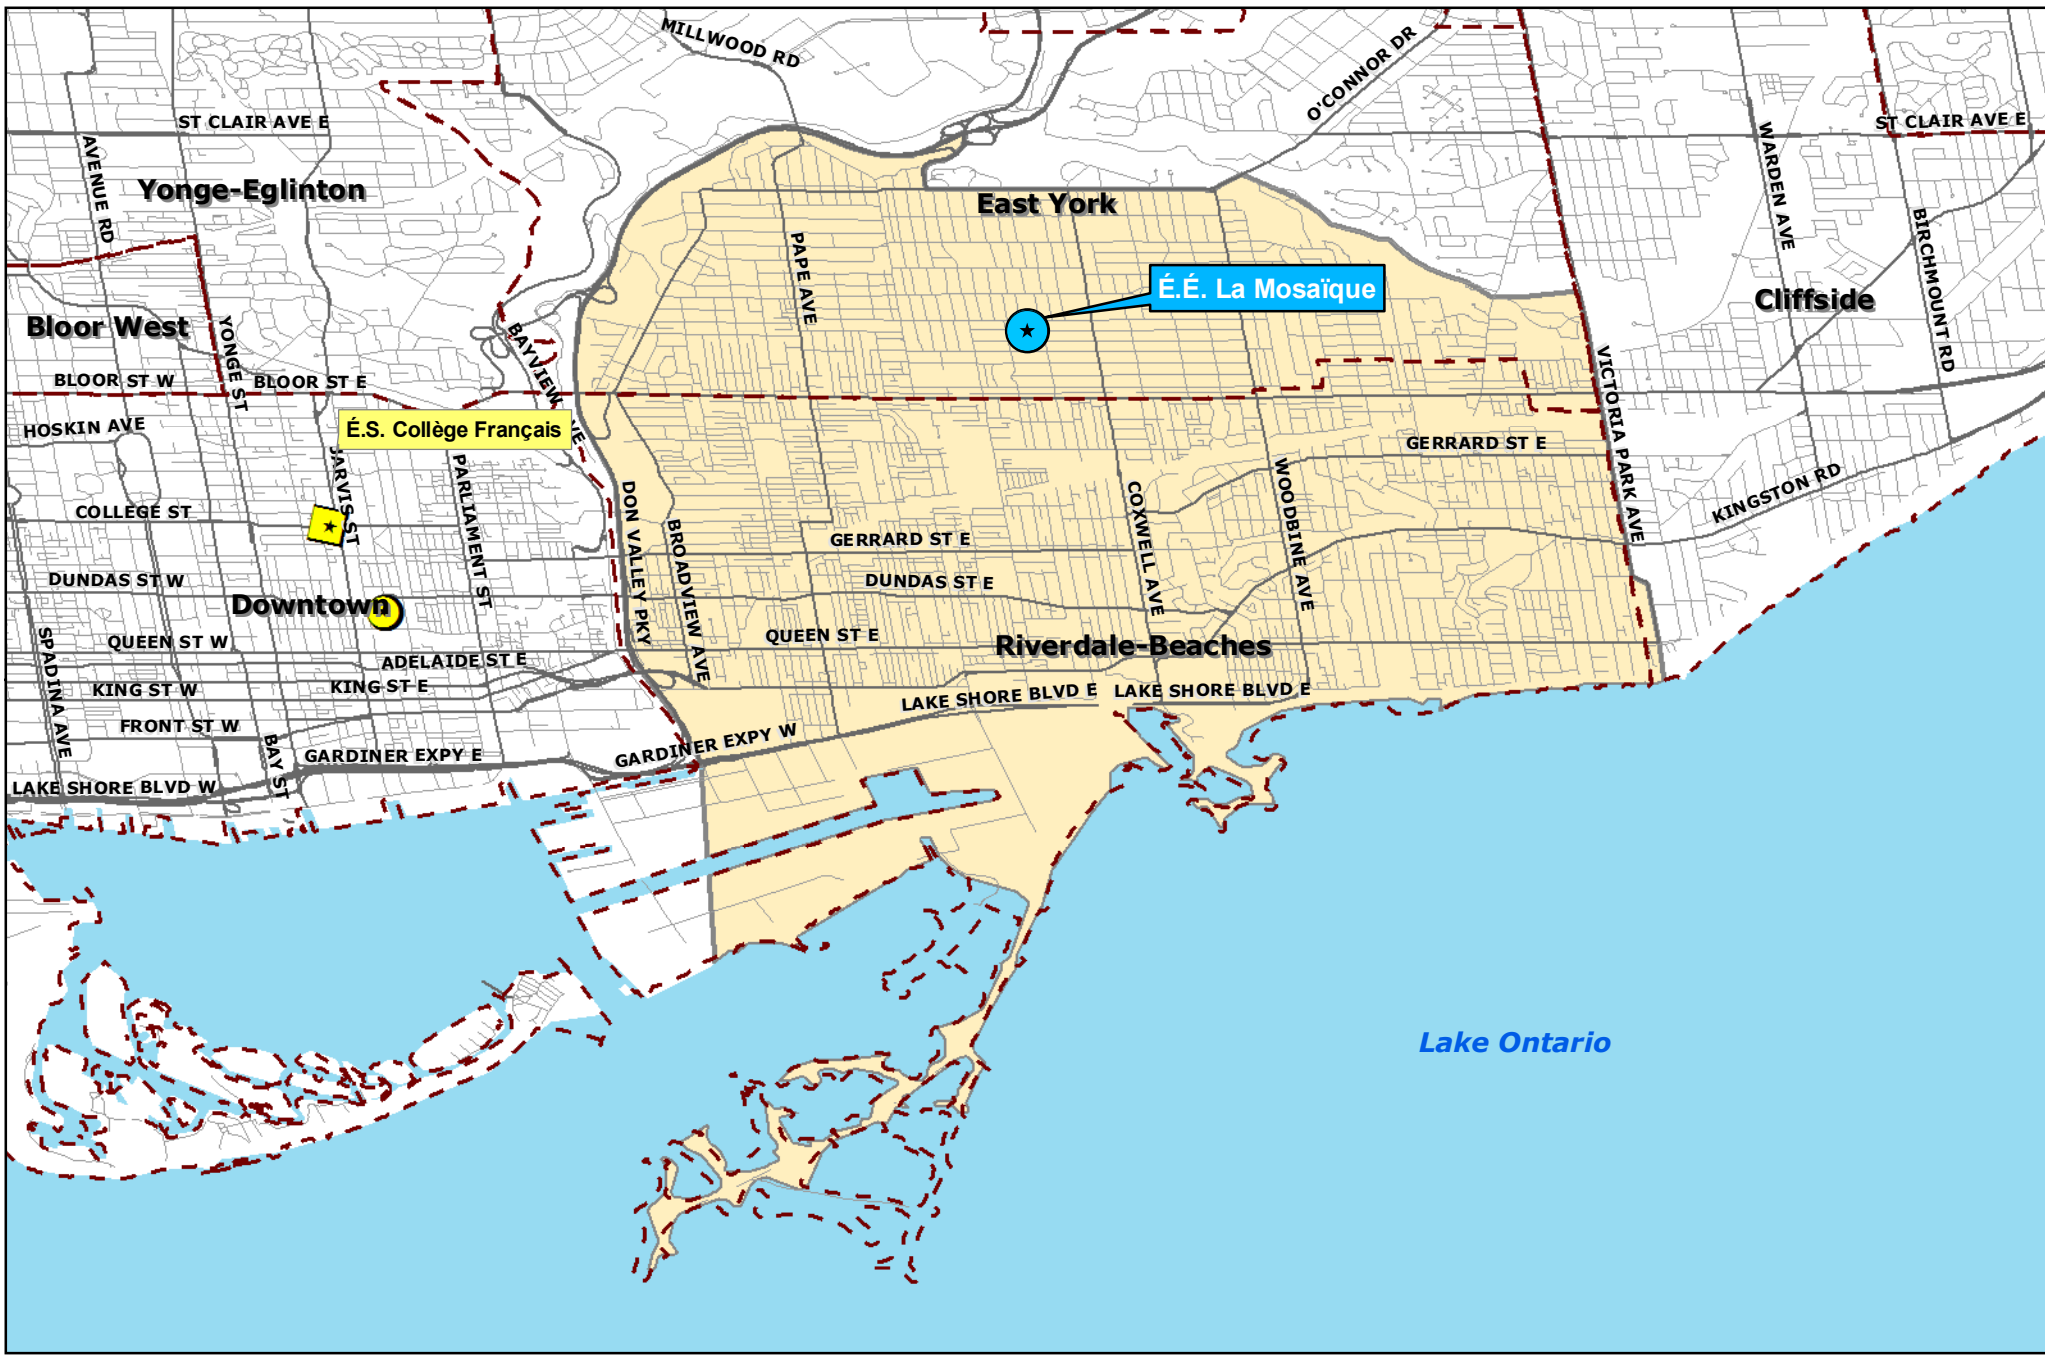 MILLWOOD RD
O'CONNOR DR
ST CLAIR AVE E
ST CLAIR AVE E
AVENUE RD
WARDEN AVE
Yonge-Eglinton
East York
BIRCHMOUNT RD
PAPE AVE
É.É. La Mosaïque
Cliffside
Bloor West
YONGE ST
BAYVIEW AVE
VICTORIA PARK AVE
BLOOR ST W
BLOOR ST E
HOSKIN AVE
É.S. Collège Français
GERRARD ST E
JARVIS ST
PARLIAMENT ST
DON VALLEY PKY
BROADVIEW AVE
COXWELL AVE
WOODBINE AVE
KINGSTON RD
COLLEGE ST
GERRARD ST E
DUNDAS ST W
DUNDAS ST E
Downtown
QUEEN ST W
QUEEN ST E
Riverdale-Beaches
SPADINA AVE
ADELAIDE ST E
KING ST W
KING ST E
LAKE SHORE BLVD E
LAKE SHORE BLVD E
FRONT ST W
BAY ST
GARDINER EXPY E
GARDINER EXPY W
LAKE SHORE BLVD W
Lake Ontario